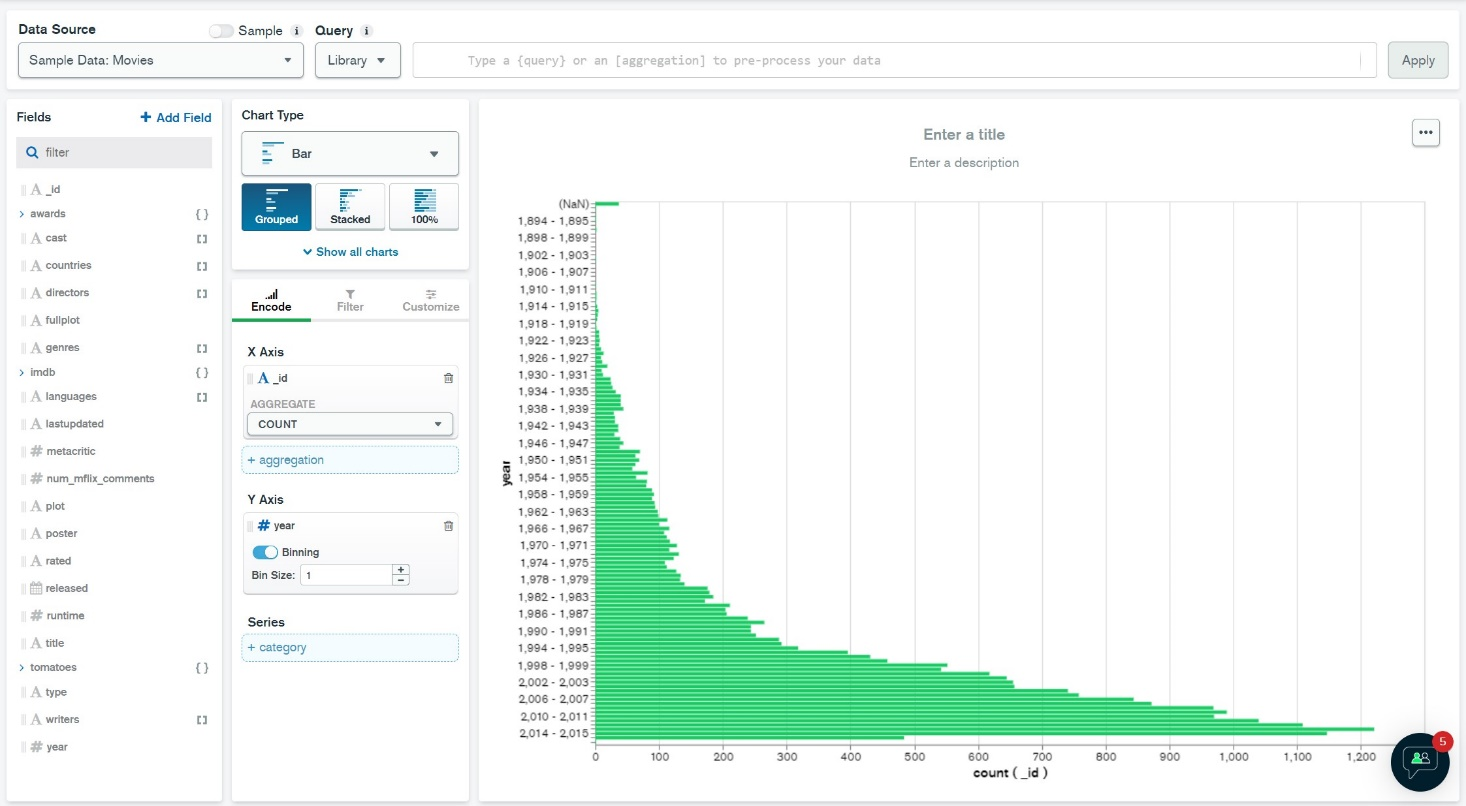 Data Source
Sample i
Query i
Sample Data: Movies
Library
Type a {query} or an [aggregation] to pre-process your data
Apply
Fields
+ Add Field
filter
A _id
> awards { }
A cast [ ]
A countries [ ]
A directors [ ]
A fullplot
A genres [ ]
> imdb { }
A languages [ ]
A lastupdated
# metacritic
# num_mflix_comments
A plot
A poster
A rated
released
# runtime
A title
> tomatoes { }
A type
A writers [ ]
# year
Chart Type
Bar
Grouped
Stacked
100%
Show all charts
Encode
Filter
Customize
X Axis
A _id
AGGREGATE
COUNT
+ aggregation
Y Axis
# year
Binning
Bin Size: 1 + −
Series
+ category
Enter a title
...
Enter a description
year
(NaN)
1,894 - 1,895
1,898 - 1,899
1,902 - 1,903
1,906 - 1,907
1,910 - 1,911
1,914 - 1,915
1,918 - 1,919
1,922 - 1,923
1,926 - 1,927
1,930 - 1,931
1,934 - 1,935
1,938 - 1,939
1,942 - 1,943
1,946 - 1,947
1,950 - 1,951
1,954 - 1,955
1,958 - 1,959
1,962 - 1,963
1,966 - 1,967
1,970 - 1,971
1,974 - 1,975
1,978 - 1,979
1,982 - 1,983
1,986 - 1,987
1,990 - 1,991
1,994 - 1,995
1,998 - 1,999
2,002 - 2,003
2,006 - 2,007
2,010 - 2,011
2,014 - 2,015
0 100 200 300 400 500 600 700 800 900 1,000 1,100 1,200
count ( _id )
5